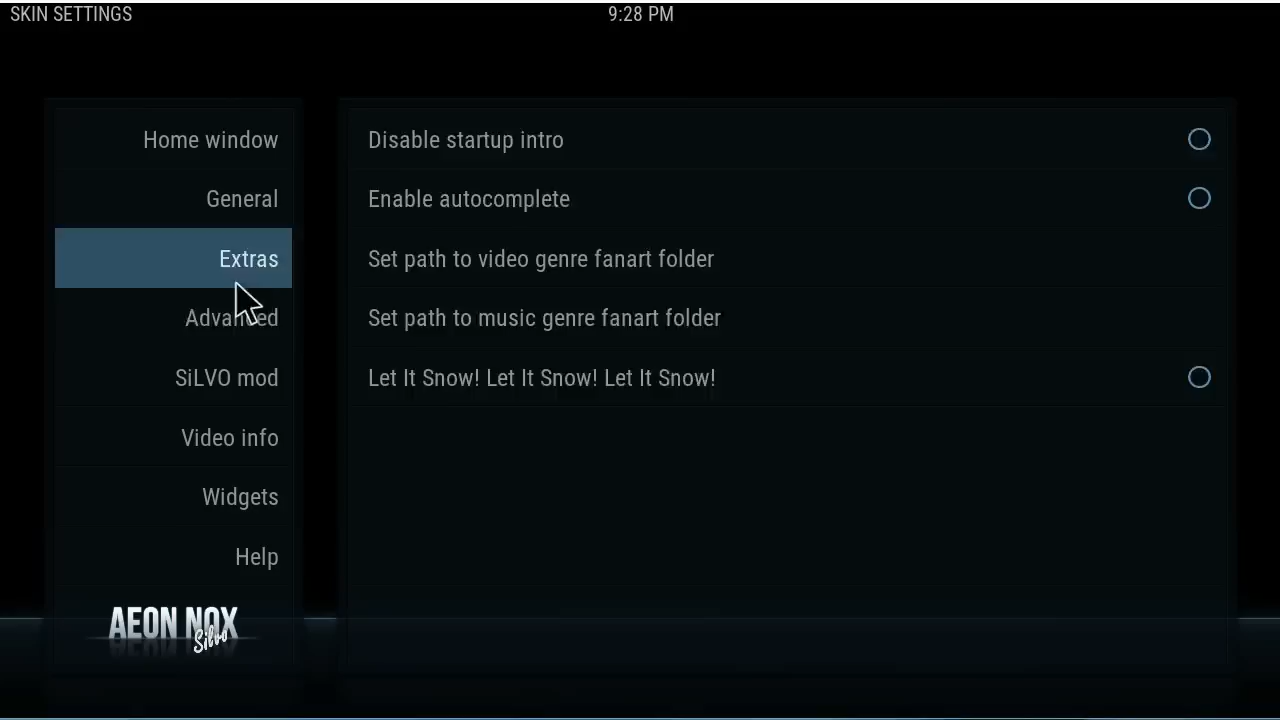 SKIN SETTINGS
9:28 PM
Home window
General
Extras
Advanced
SiLVO mod
Video info
Widgets
Help
Disable startup intro
Enable autocomplete
Set path to video genre fanart folder
Set path to music genre fanart folder
Let It Snow! Let It Snow! Let It Snow!
AEON NOX
Silvo